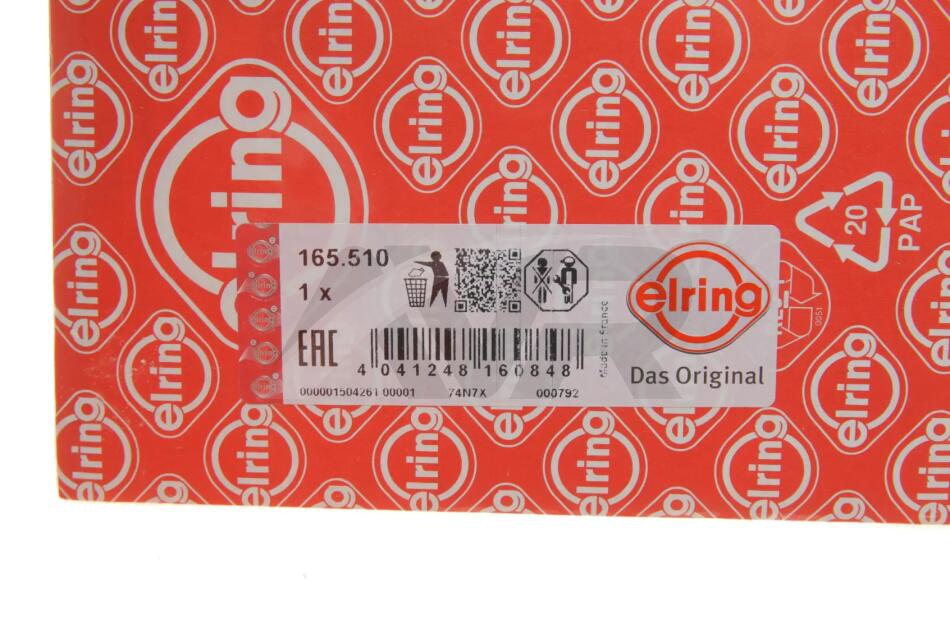 165.510
1 x
EAC
4 041248 160848
000001504261 00001 74N7X 000792
Made in France
elring
Das Original
20
PAP
elring